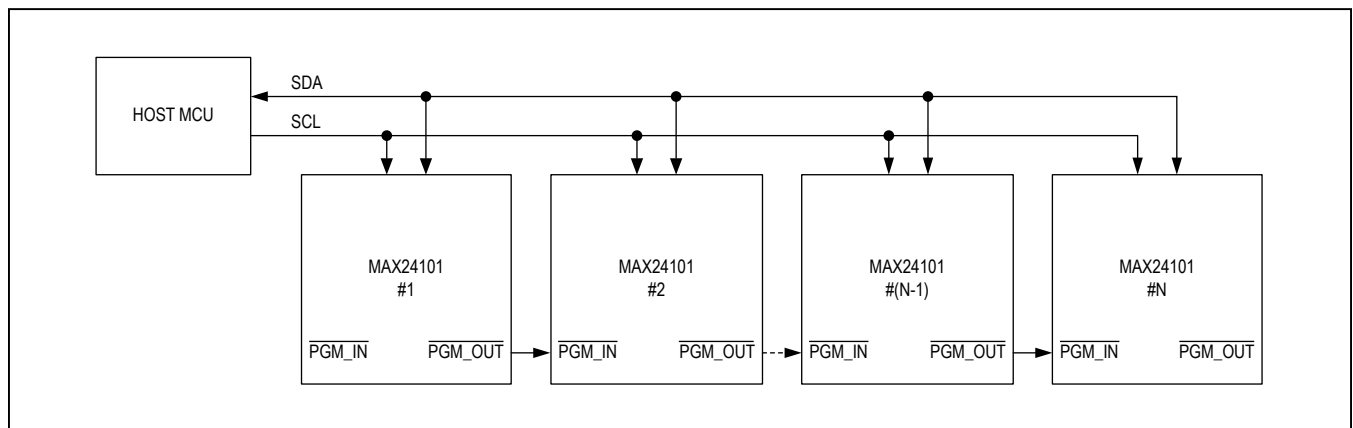 SDA
HOST MCU
SCL
MAX24101
#1
MAX24101
#2
MAX24101
#(N-1)
MAX24101
#N
PGM_IN PGM_OUT PGM_IN PGM_OUT PGM_IN PGM_OUT PGM_IN PGM_OUT